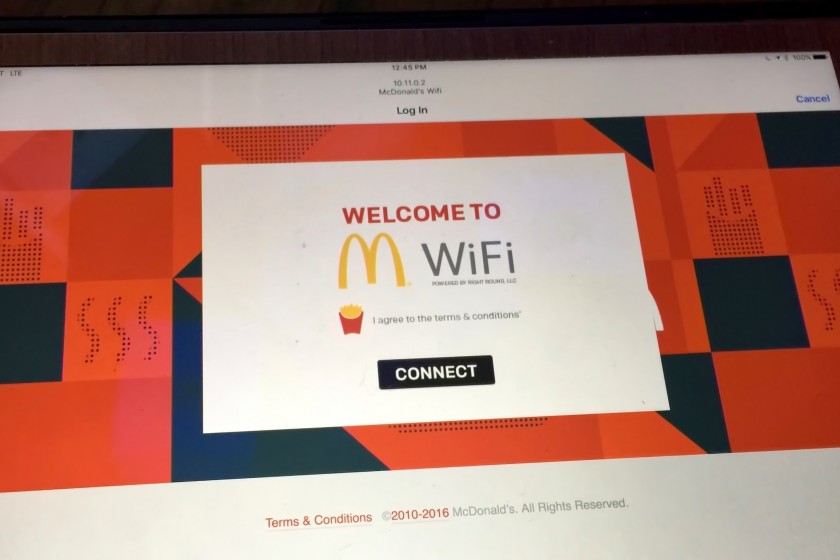 LTE
12:45 PM
100%
10.11.0.2
McDonald's Wifi
Log In
Cancel
WELCOME TO
WiFi
POWERED BY RIGHT ROUND, LLC.
I agree to the terms & conditions*
CONNECT
Terms & Conditions ©2010-2016 McDonald's. All Rights Reserved.